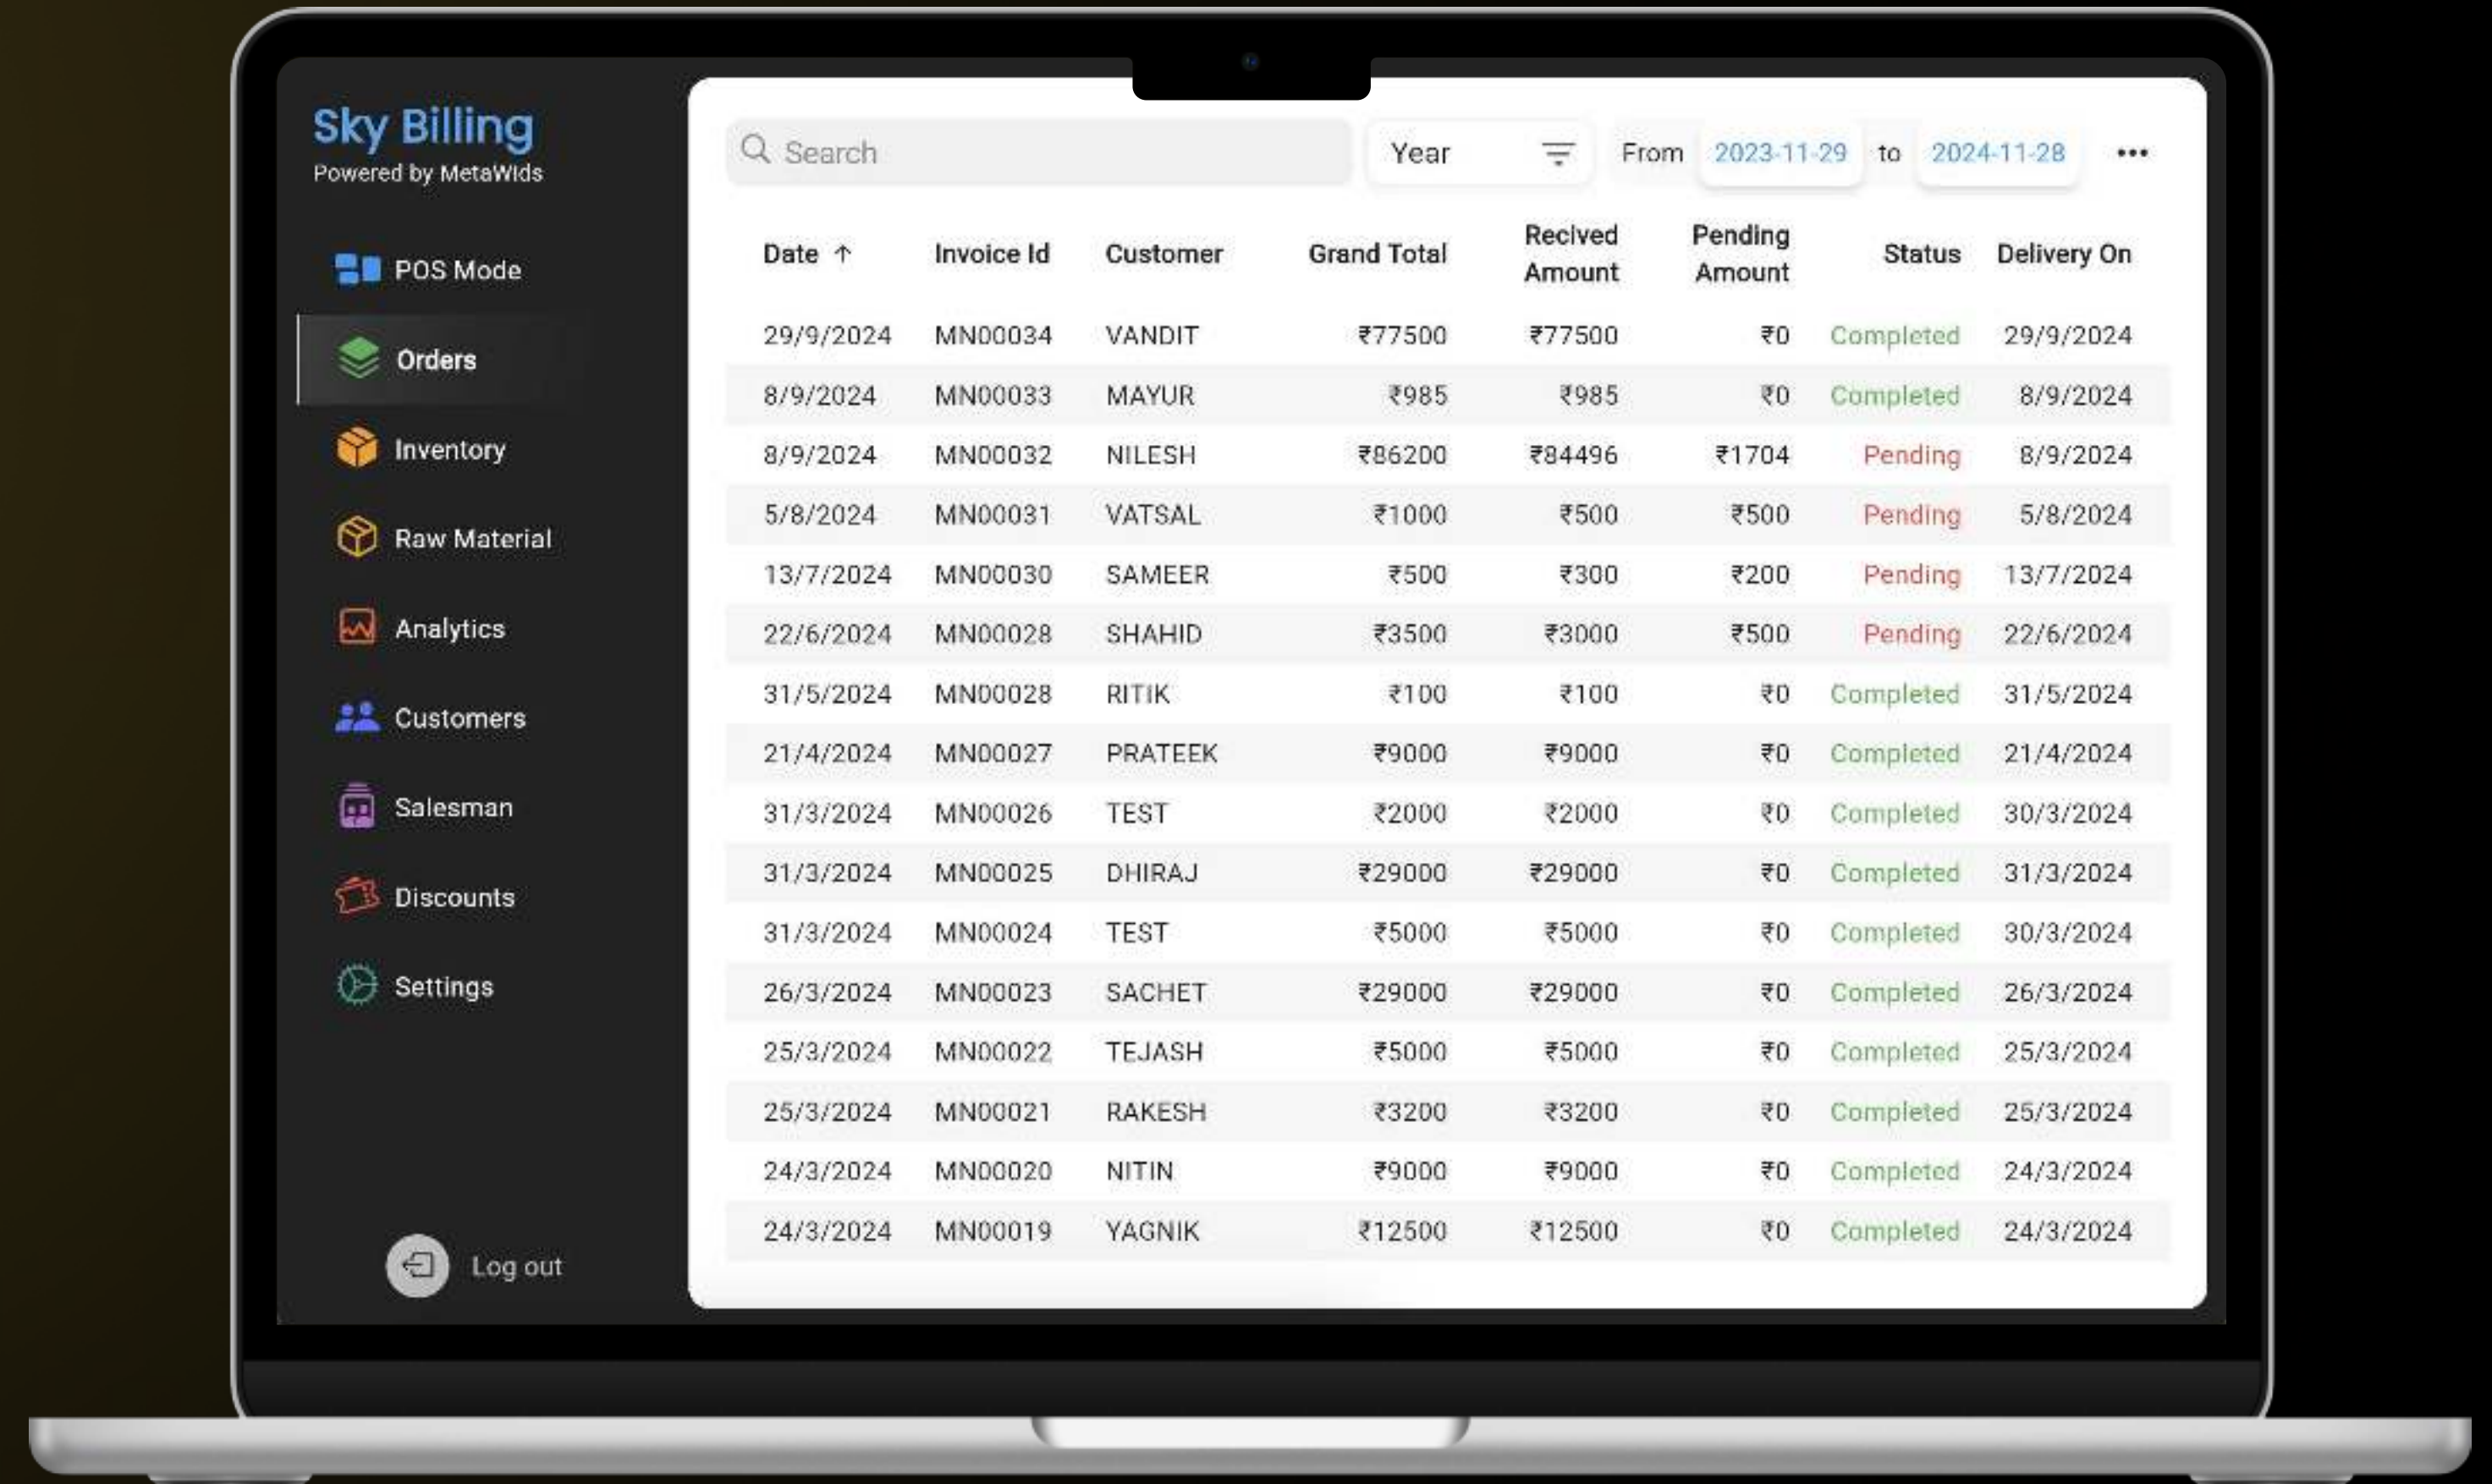 Sky Billing
Powered by MetaWids
POS Mode
Orders
Inventory
Raw Material
Analytics
Customers
Salesman
Discounts
Settings
Log out
Search Year From 2023-11-29 to 2024-11-28 •••
Date ↑ Invoice Id Customer Grand Total Recived Amount Pending Amount Status Delivery On
29/9/2024 MN00034 VANDIT ₹77500 ₹77500 ₹0 Completed 29/9/2024
8/9/2024 MN00033 MAYUR ₹985 ₹985 ₹0 Completed 8/9/2024
8/9/2024 MN00032 NILESH ₹86200 ₹84496 ₹1704 Pending 8/9/2024
5/8/2024 MN00031 VATSAL ₹1000 ₹500 ₹500 Pending 5/8/2024
13/7/2024 MN00030 SAMEER ₹500 ₹300 ₹200 Pending 13/7/2024
22/6/2024 MN00028 SHAHID ₹3500 ₹3000 ₹500 Pending 22/6/2024
31/5/2024 MN00028 RITIK ₹100 ₹100 ₹0 Completed 31/5/2024
21/4/2024 MN00027 PRATEEK ₹9000 ₹9000 ₹0 Completed 21/4/2024
31/3/2024 MN00026 TEST ₹2000 ₹2000 ₹0 Completed 30/3/2024
31/3/2024 MN00025 DHIRAJ ₹29000 ₹29000 ₹0 Completed 31/3/2024
31/3/2024 MN00024 TEST ₹5000 ₹5000 ₹0 Completed 30/3/2024
26/3/2024 MN00023 SACHET ₹29000 ₹29000 ₹0 Completed 26/3/2024
25/3/2024 MN00022 TEJASH ₹5000 ₹5000 ₹0 Completed 25/3/2024
25/3/2024 MN00021 RAKESH ₹3200 ₹3200 ₹0 Completed 25/3/2024
24/3/2024 MN00020 NITIN ₹9000 ₹9000 ₹0 Completed 24/3/2024
24/3/2024 MN00019 YAGNIK ₹12500 ₹12500 ₹0 Completed 24/3/2024